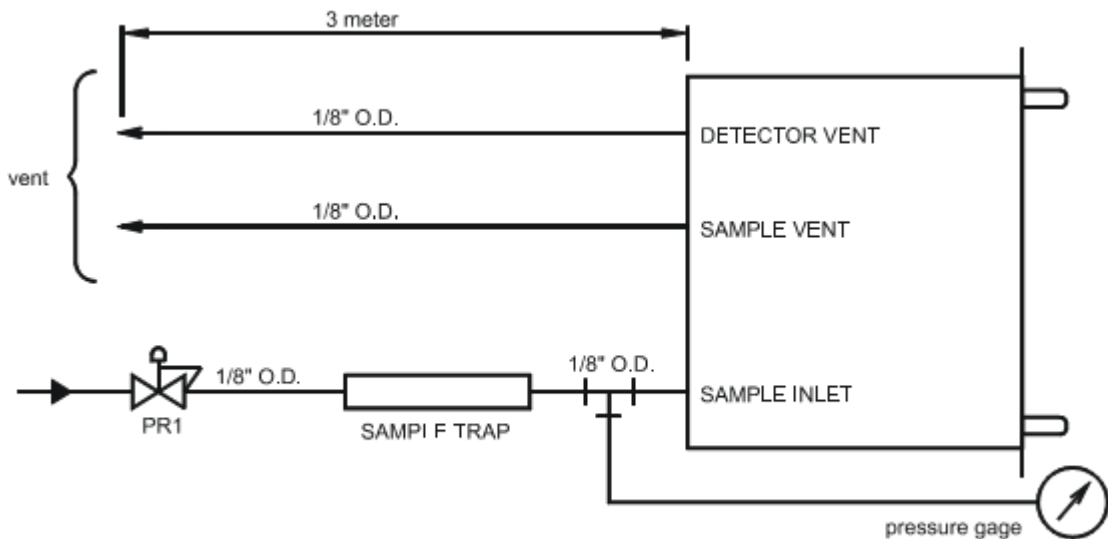 3 meter
1/8" O.D.
DETECTOR VENT
vent
1/8" O.D.
SAMPLE VENT
1/8" O.D.
1/8" O.D.
SAMPLE INLET
PR1
SAMPI F TRAP
pressure gage